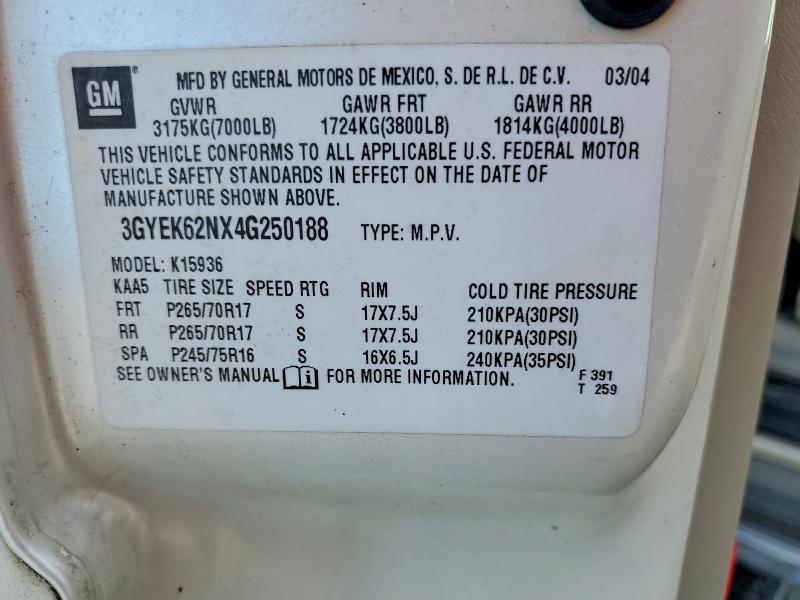 GM ® MFD BY GENERAL MOTORS DE MEXICO, S. DE R.L. DE C.V. 03/04
GVWR GAWR FRT GAWR RR
3175KG(7000LB) 1724KG(3800LB) 1814KG(4000LB)
THIS VEHICLE CONFORMS TO ALL APPLICABLE U.S. FEDERAL MOTOR
VEHICLE SAFETY STANDARDS IN EFFECT ON THE DATE OF
MANUFACTURE SHOWN ABOVE.
3GYEK62NX4G250188 TYPE: M.P.V.
MODEL: K15936
KAA5 TIRE SIZE SPEED RTG RIM COLD TIRE PRESSURE
FRT P265/70R17 S 17X7.5J 210KPA(30PSI)
RR P265/70R17 S 17X7.5J 210KPA(30PSI)
SPA P245/75R16 S 16X6.5J 240KPA(35PSI)
SEE OWNER'S MANUAL i FOR MORE INFORMATION. F 391
T 259